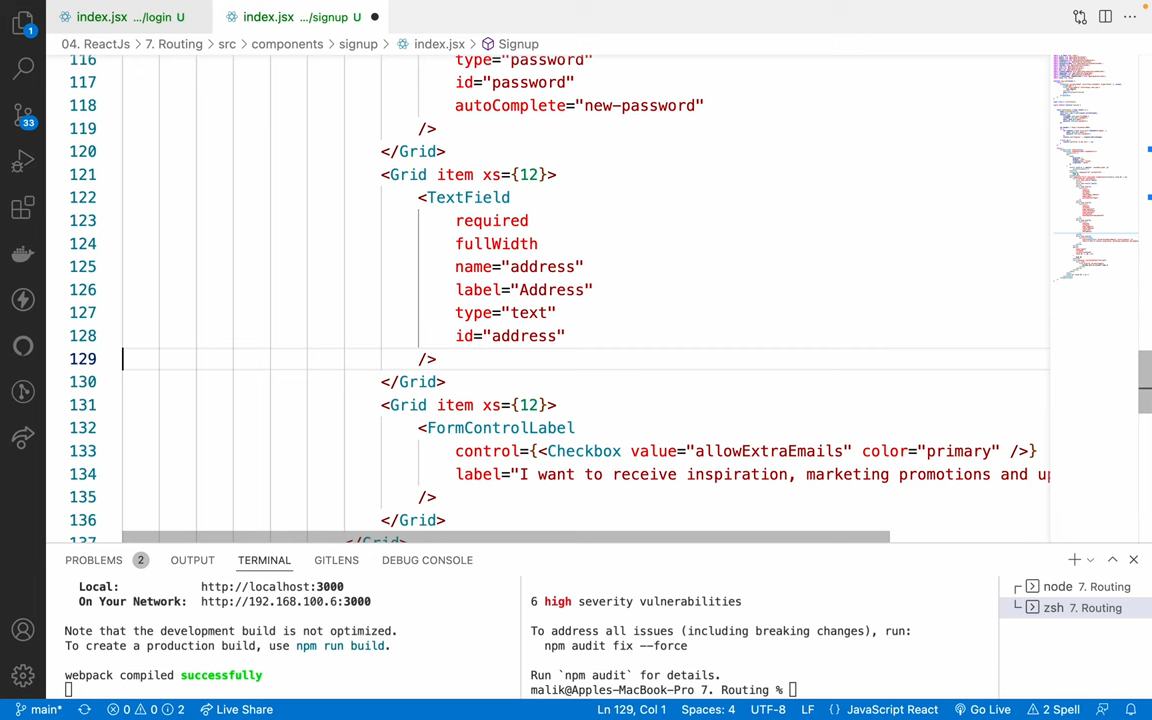 index.jsx .../login U
index.jsx .../signup U
04. ReactJs > 7. Routing > src > components > signup > index.jsx > Signup
1
33
116 type="password"
117 id="password"
118 autoComplete="new-password"
119 />
120 </Grid>
121 <Grid item xs={12}>
122 <TextField
123 required
124 fullWidth
125 name="address"
126 label="Address"
127 type="text"
128 id="address"
129 />
130 </Grid>
131 <Grid item xs={12}>
132 <FormControlLabel
133 control={<Checkbox value="allowExtraEmails" color="primary" />}
134 label="I want to receive inspiration, marketing promotions and up
135 />
136 </Grid>
137 </Grid>
PROBLEMS 2 OUTPUT TERMINAL GITLENS DEBUG CONSOLE
Local: http://localhost:3000
On Your Network: http://192.168.100.6:3000
Note that the development build is not optimized.
To create a production build, use npm run build.
webpack compiled successfully
6 high severity vulnerabilities
To address all issues (including breaking changes), run:
npm audit fix --force
Run `npm audit` for details.
malik@Apples-MacBook-Pro 7. Routing %
node 7. Routing
zsh 7. Routing
main* 0 0 2 Live Share Ln 129, Col 1 Spaces: 4 UTF-8 LF {} JavaScript React Go Live 2 Spell